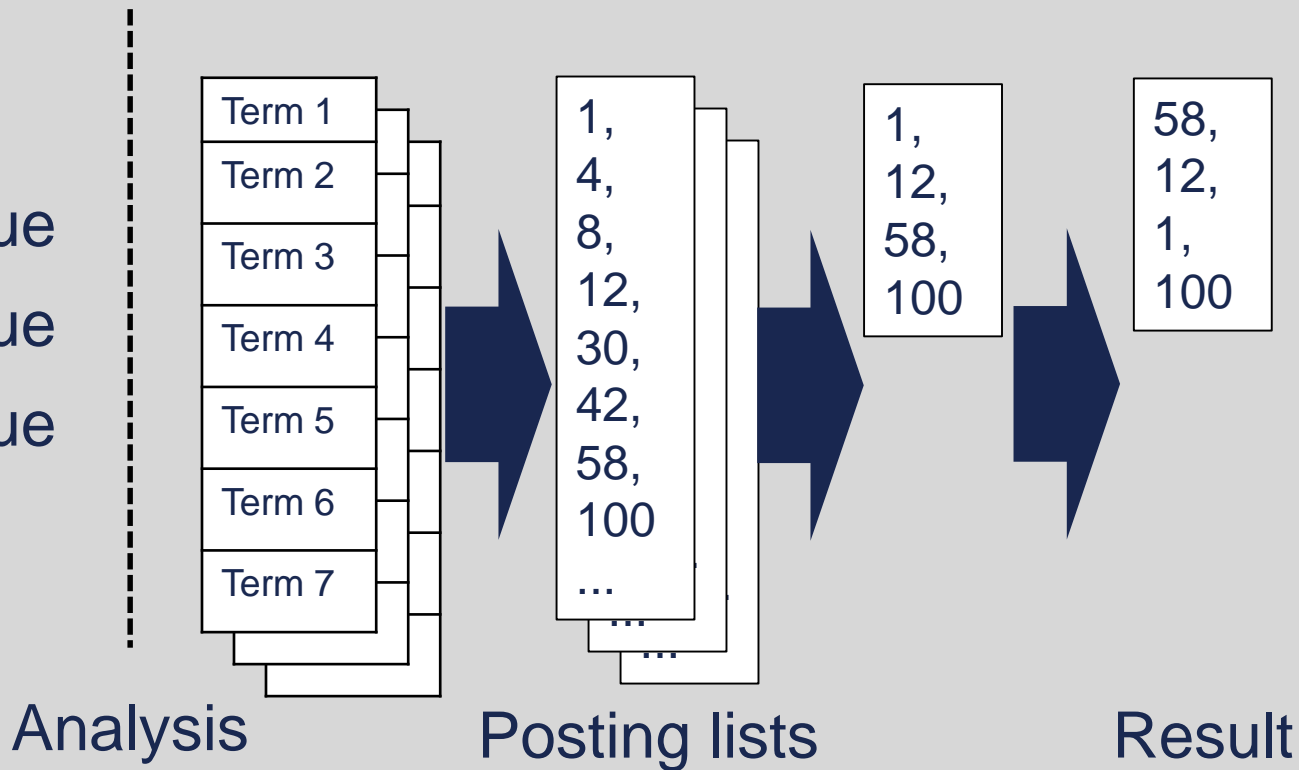 ue
ue
ue
Term 1
Term 2
Term 3
Term 4
Term 5
Term 6
Term 7
1,
4,
8,
12,
30,
42,
58,
100
...
...
...
1,
12,
58,
100
58,
12,
1,
100
Analysis
Posting lists
Result